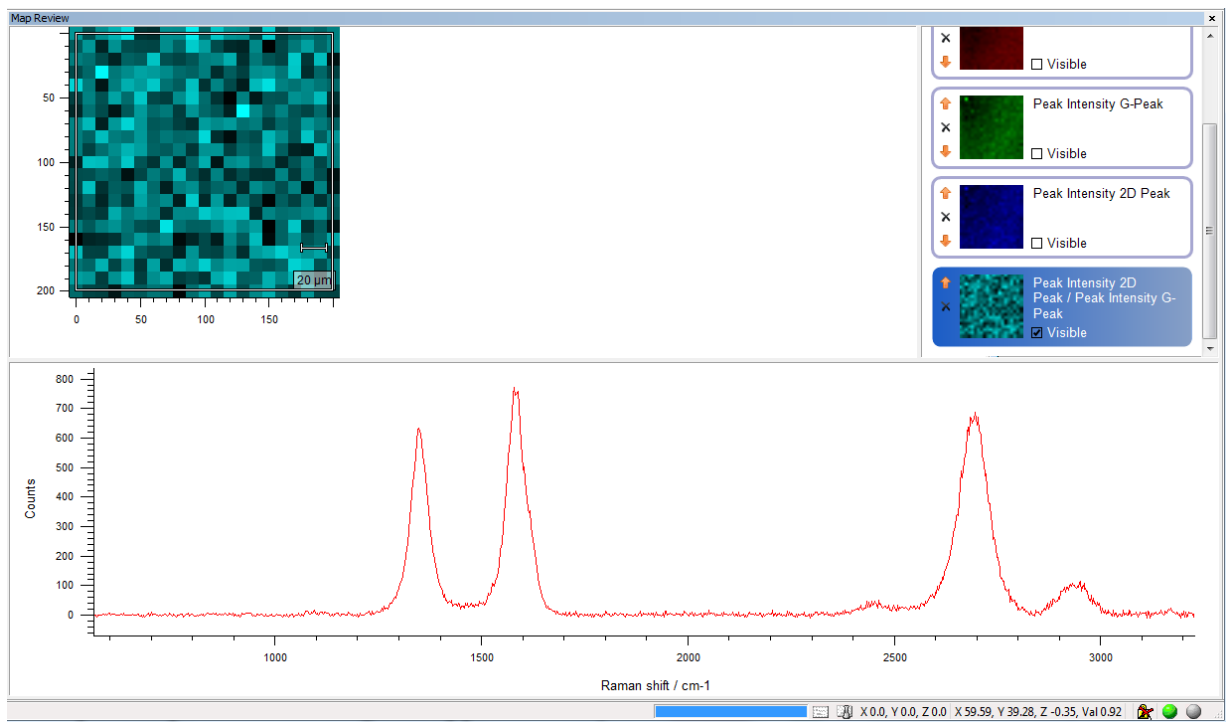 Map Review
50
100
150
200
0 50 100 150
20 µm
Visible
Peak Intensity G-Peak
Visible
Peak Intensity 2D Peak
Visible
Peak Intensity 2D
Peak / Peak Intensity G-
Peak
Visible
800
700
600
500
400
300
200
100
0
Counts
1000 1500 2000 2500 3000
Raman shift / cm-1
X 0.0, Y 0.0, Z 0.0 X 59.59, Y 39.28, Z -0.35, Val 0.92